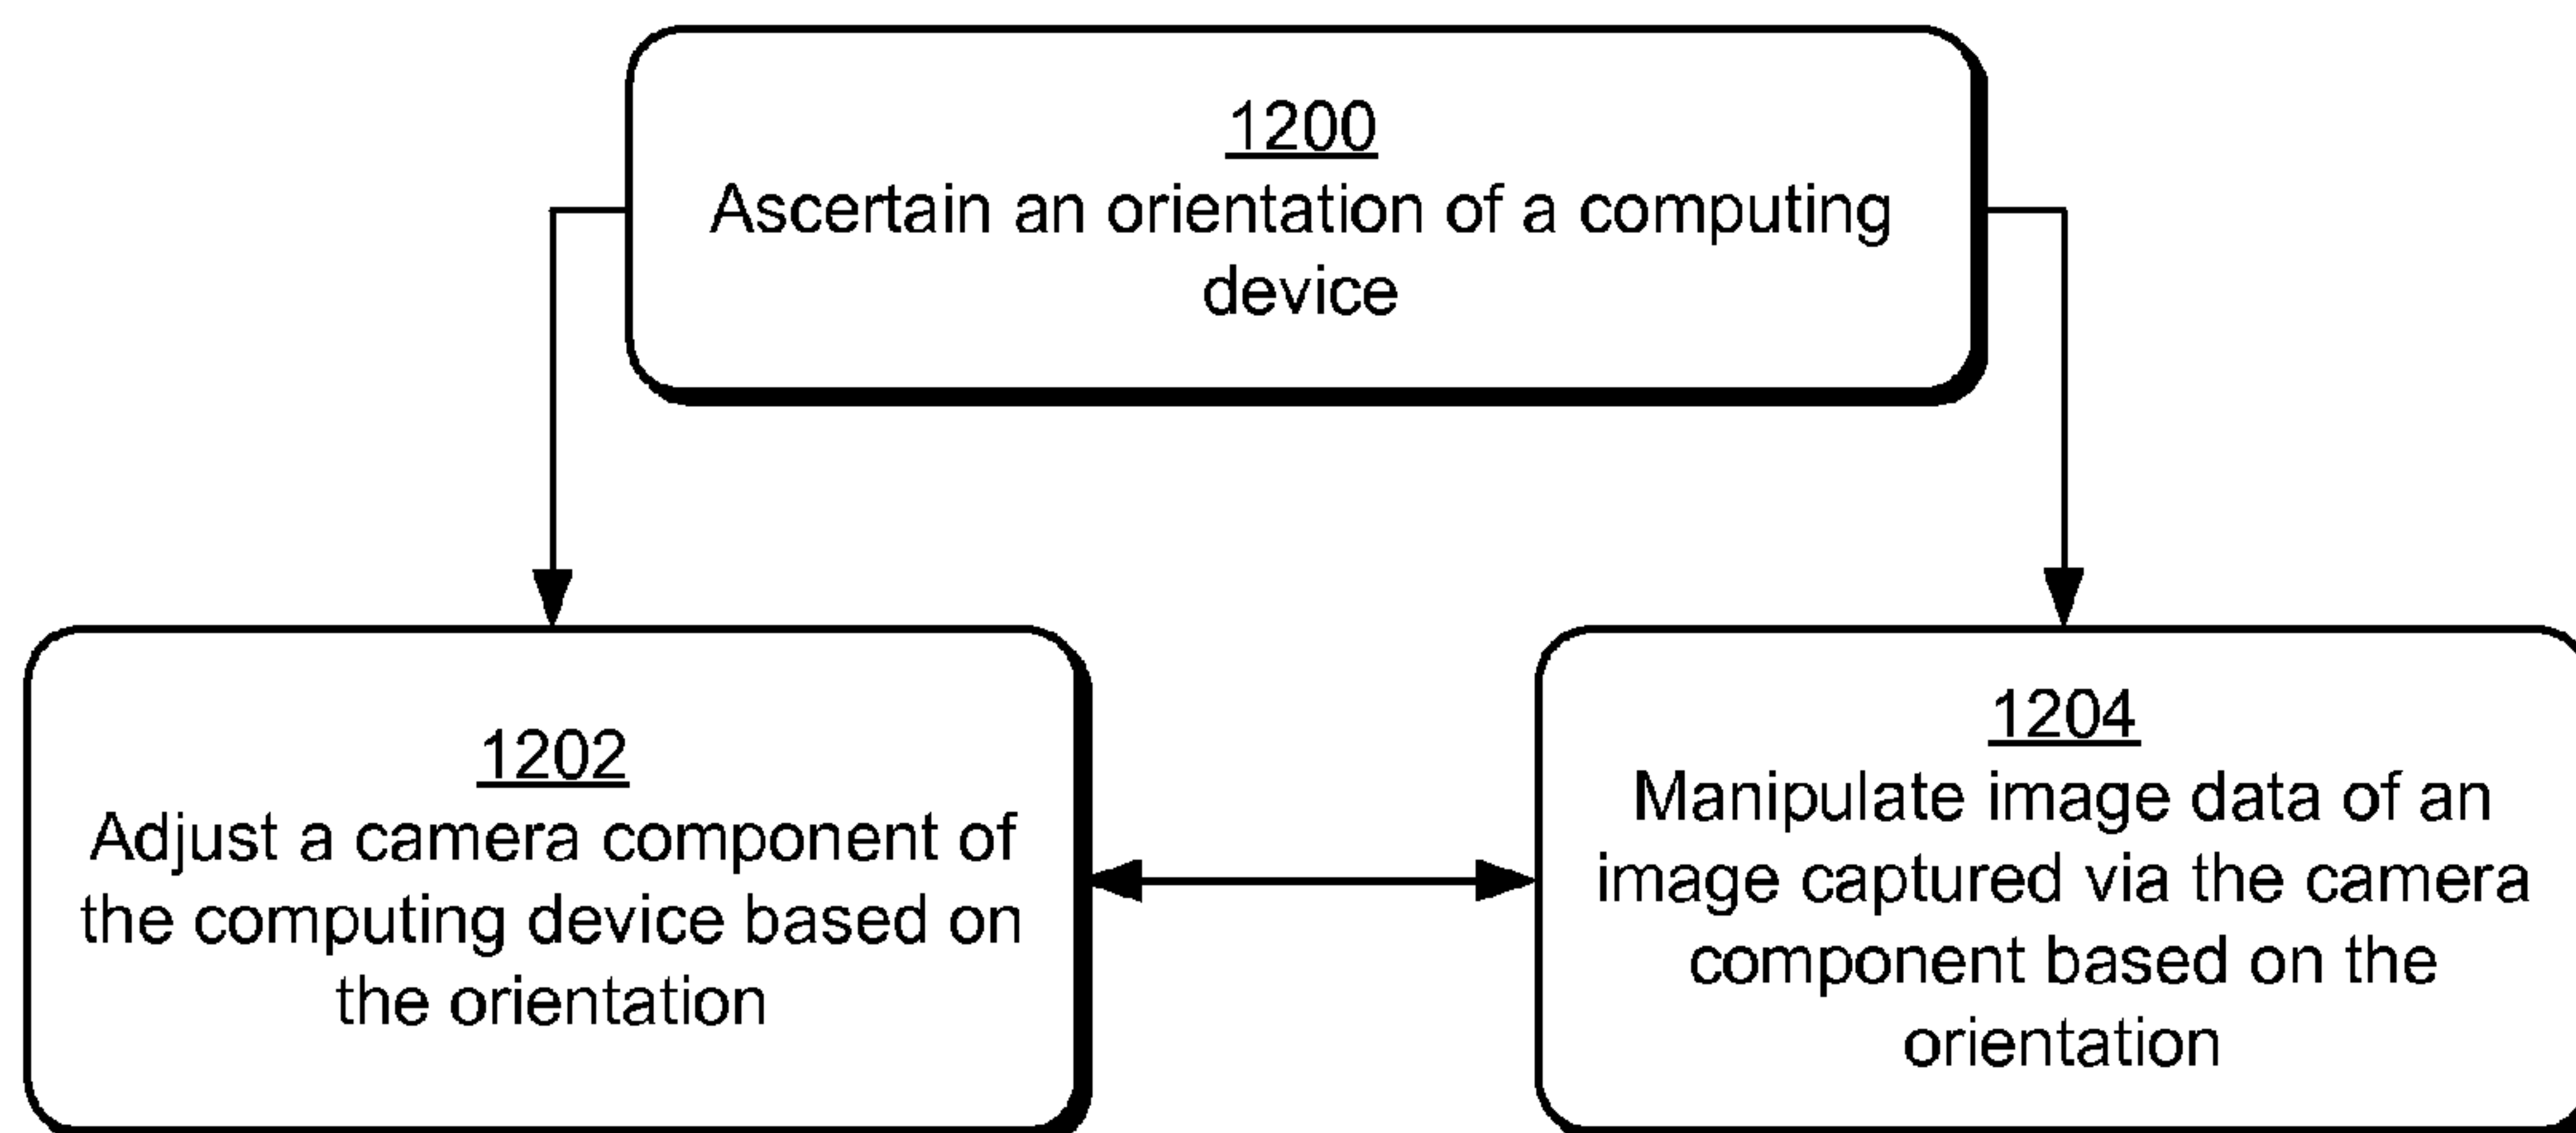 1200
Ascertain an orientation of a computing
device
1202
Adjust a camera component of
the computing device based on
the orientation
1204
Manipulate image data of an
image captured via the camera
component based on the
orientation